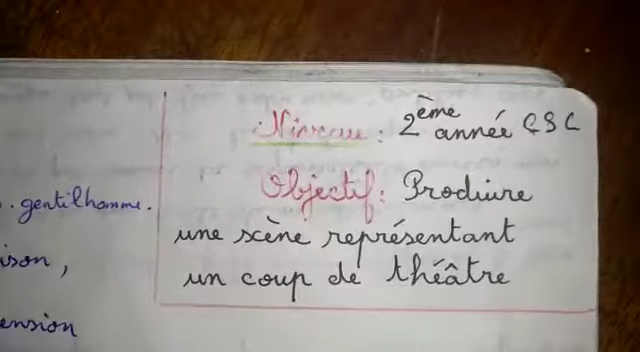 Niveau : 2ème année CSC
Objectif : Produire
une scène représentant
un coup de théâtre
. gentilhomme.
ison,
ension